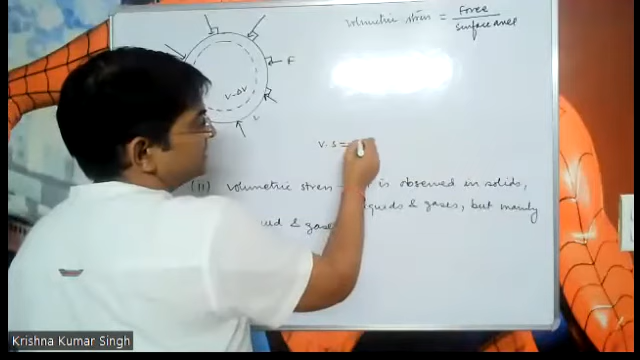 volumetric stress = Force
surface area
F
V-ΔV
V
V.S =
(ii) volumetric stress is observed in solids,
liquids & gases, but mainly
& gases
Krishna Kumar Singh